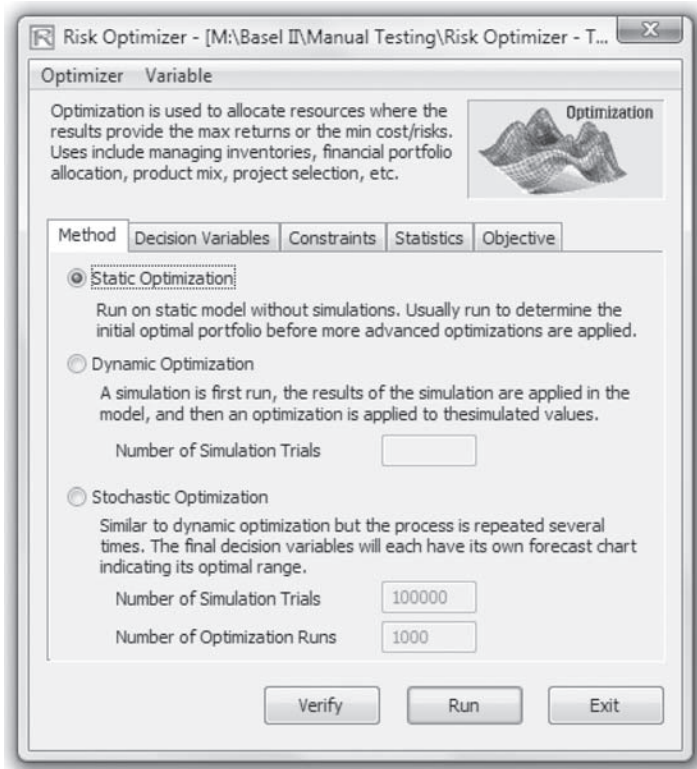 Risk Optimizer - [M:\Basel II\Manual Testing\Risk Optimizer - T...
Optimizer Variable
Optimization is used to allocate resources where the
results provide the max returns or the min cost/risks.
Uses include managing inventories, financial portfolio
allocation, product mix, project selection, etc.
Optimization
Method Decision Variables Constraints Statistics Objective
Static Optimization
Run on static model without simulations. Usually run to determine the
initial optimal portfolio before more advanced optimizations are applied.
Dynamic Optimization
A simulation is first run, the results of the simulation are applied in the
model, and then an optimization is applied to thesimulated values.
Number of Simulation Trials
Stochastic Optimization
Similar to dynamic optimization but the process is repeated several
times. The final decision variables will each have its own forecast chart
indicating its optimal range.
Number of Simulation Trials 100000
Number of Optimization Runs 1000
Verify Run Exit